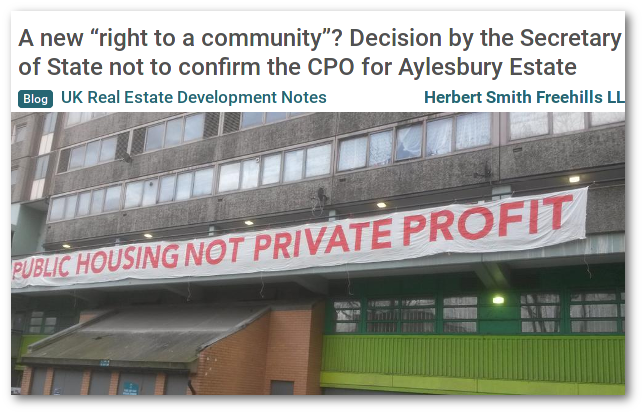 A new “right to a community”? Decision by the Secretary
of State not to confirm the CPO for Aylesbury Estate
Blog UK Real Estate Development Notes Herbert Smith Freehills LL
PUBLIC HOUSING NOT PRIVATE PROFIT